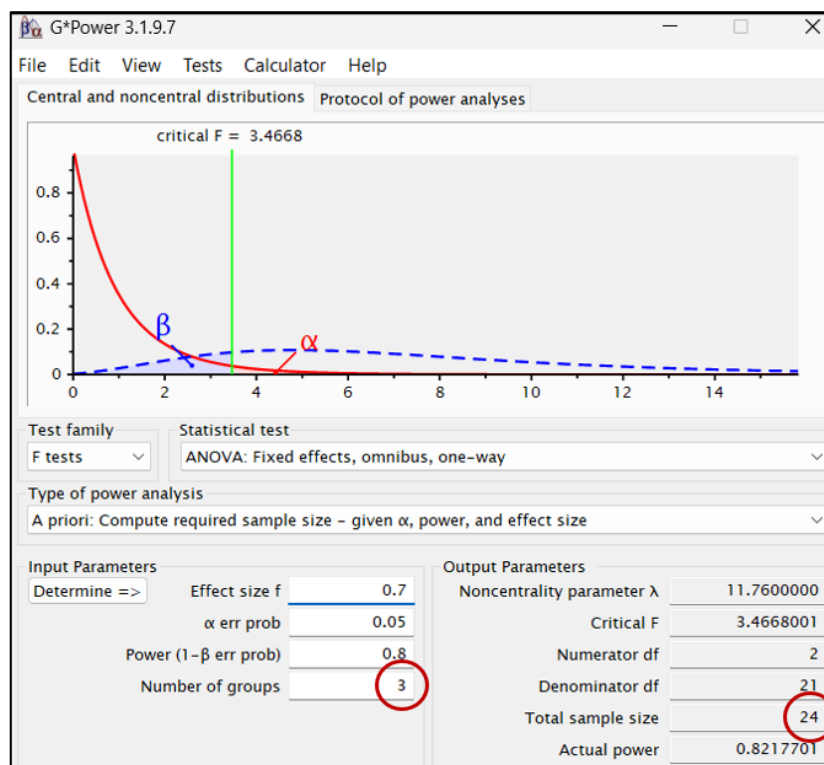 G*Power 3.1.9.7
File Edit View Tests Calculator Help
Central and noncentral distributions Protocol of power analyses
critical F = 3.4668
0.8
0.6
0.4
0.2
0
β
α
0 2 4 6 8 10 12 14
Test family Statistical test
F tests ANOVA: Fixed effects, omnibus, one-way
Type of power analysis
A priori: Compute required sample size – given α, power, and effect size
Input Parameters Output Parameters
Determine => Effect size f 0.7 Noncentrality parameter λ 11.7600000
α err prob 0.05 Critical F 3.4668001
Power (1-β err prob) 0.8 Numerator df 2
Number of groups 3 Denominator df 21
Total sample size 24
Actual power 0.8217701